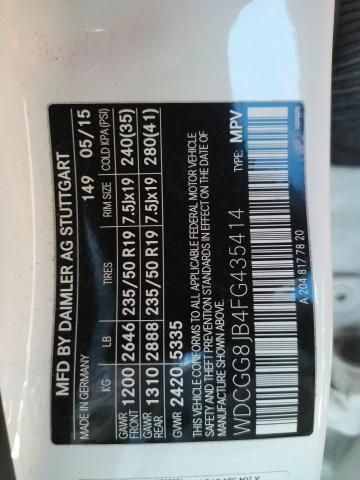 MFD BY DAIMLER AG STUTTGART
MADE IN GERMANY 149 05/15
KG LB TIRES RIM SIZE COLD KPA(PSI)
GAWR FRONT 1200 2646 235/50 R19 7.5Jx19 240(35)
GAWR REAR 1310 2888 235/50 R19 7.5Jx19 280(41)
GVWR 2420 5335
THIS VEHICLE CONFORMS TO ALL APPLICABLE FEDERAL MOTOR VEHICLE
SAFETY AND THEFT PREVENTION STANDARDS IN EFFECT ON THE DATE OF
MANUFACTURE SHOWN ABOVE.
WDCGG8JB4FG435414 TYPE: MPV
A 204 817 78 20